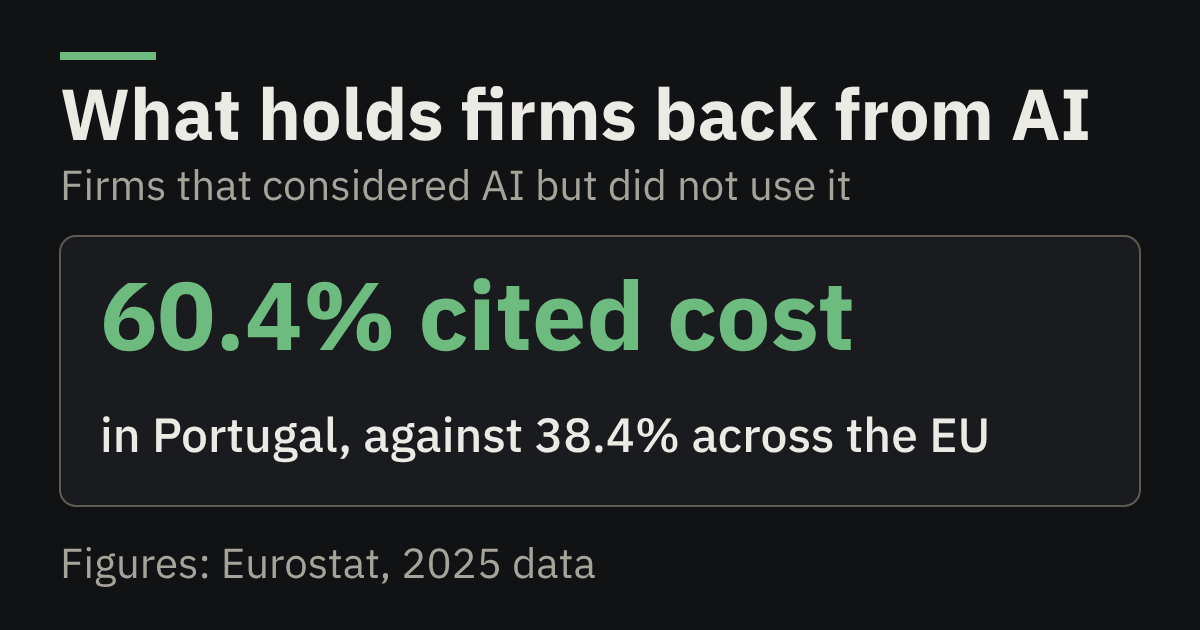 What holds firms back from AI
Firms that considered AI but did not use it
60.4% cited cost
in Portugal, against 38.4% across the EU
Figures: Eurostat, 2025 data